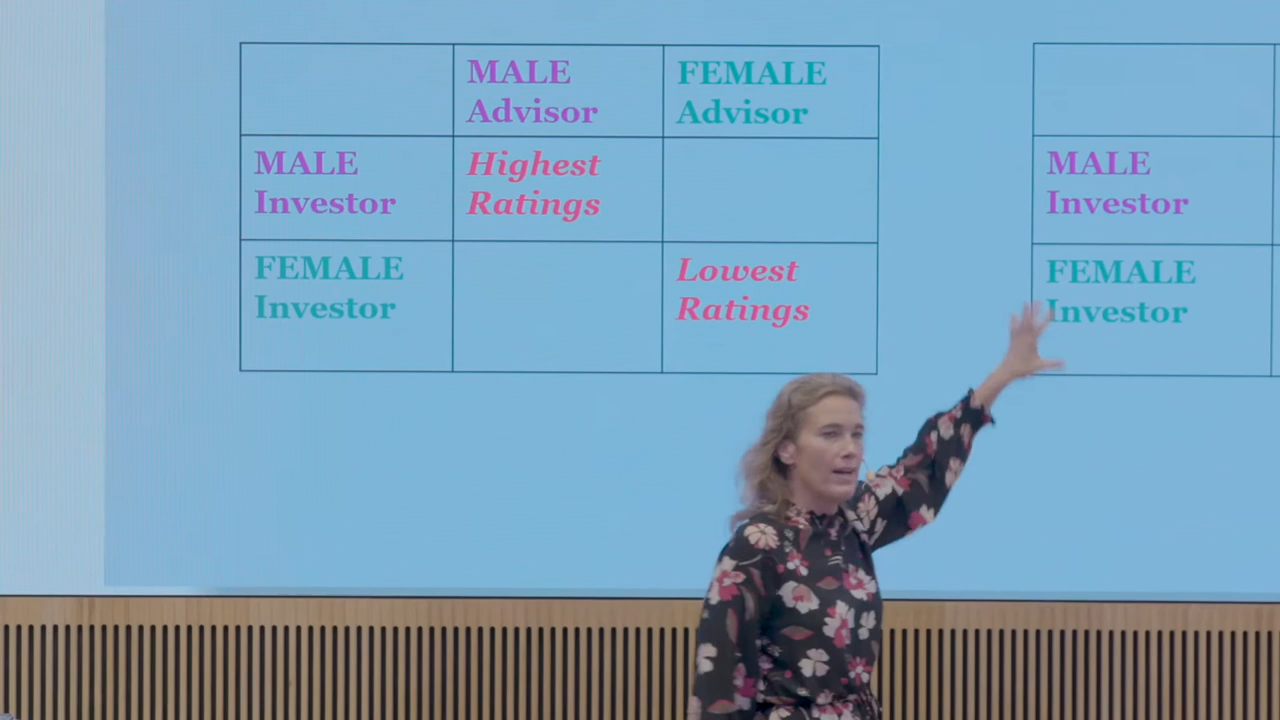 MALE
Advisor
FEMALE
Advisor
MALE
Investor
Highest
Ratings
FEMALE
Investor
Lowest
Ratings
MALE
Investor
FEMALE
Investor